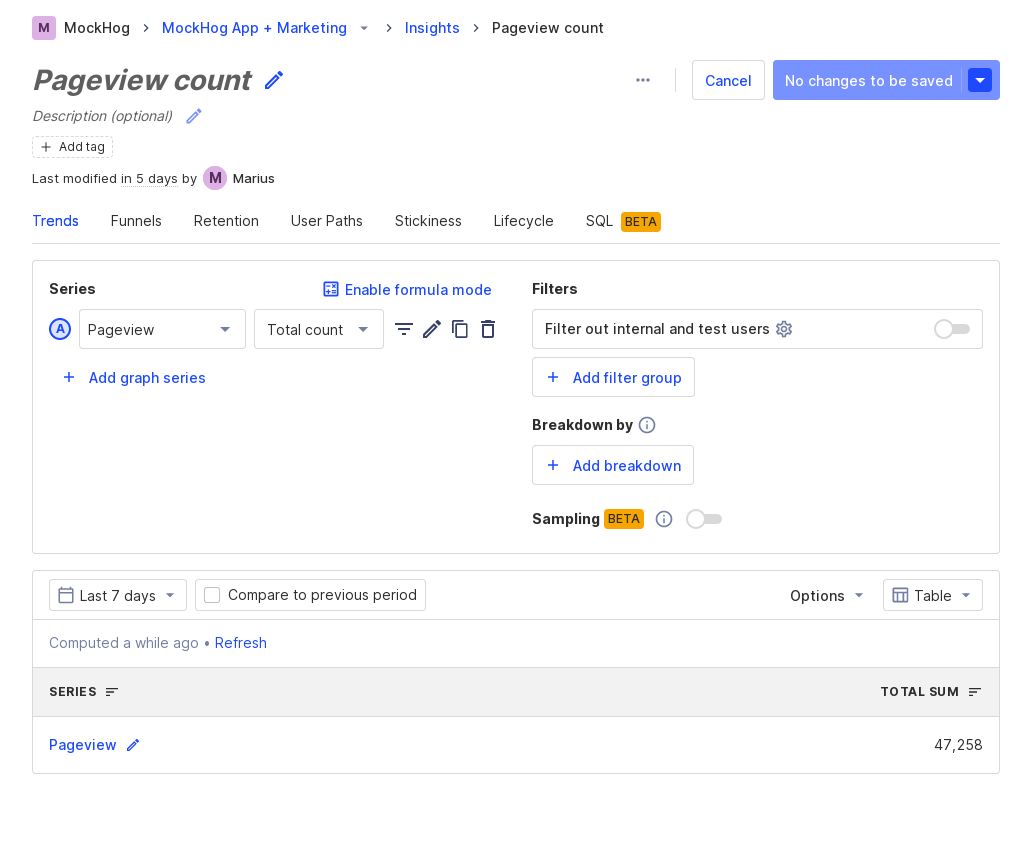 M MockHog MockHog App + Marketing Insights Pageview count
Pageview count
Cancel No changes to be saved
Description (optional)
Add tag
Last modified in 5 days by M Marius
Trends Funnels Retention User Paths Stickiness Lifecycle SQL BETA
Series Enable formula mode
A Pageview Total count
Add graph series
Filters
Filter out internal and test users
Add filter group
Breakdown by
Add breakdown
Sampling BETA
Last 7 days Compare to previous period Options Table
Computed a while ago • Refresh
SERIES TOTAL SUM
Pageview 47,258